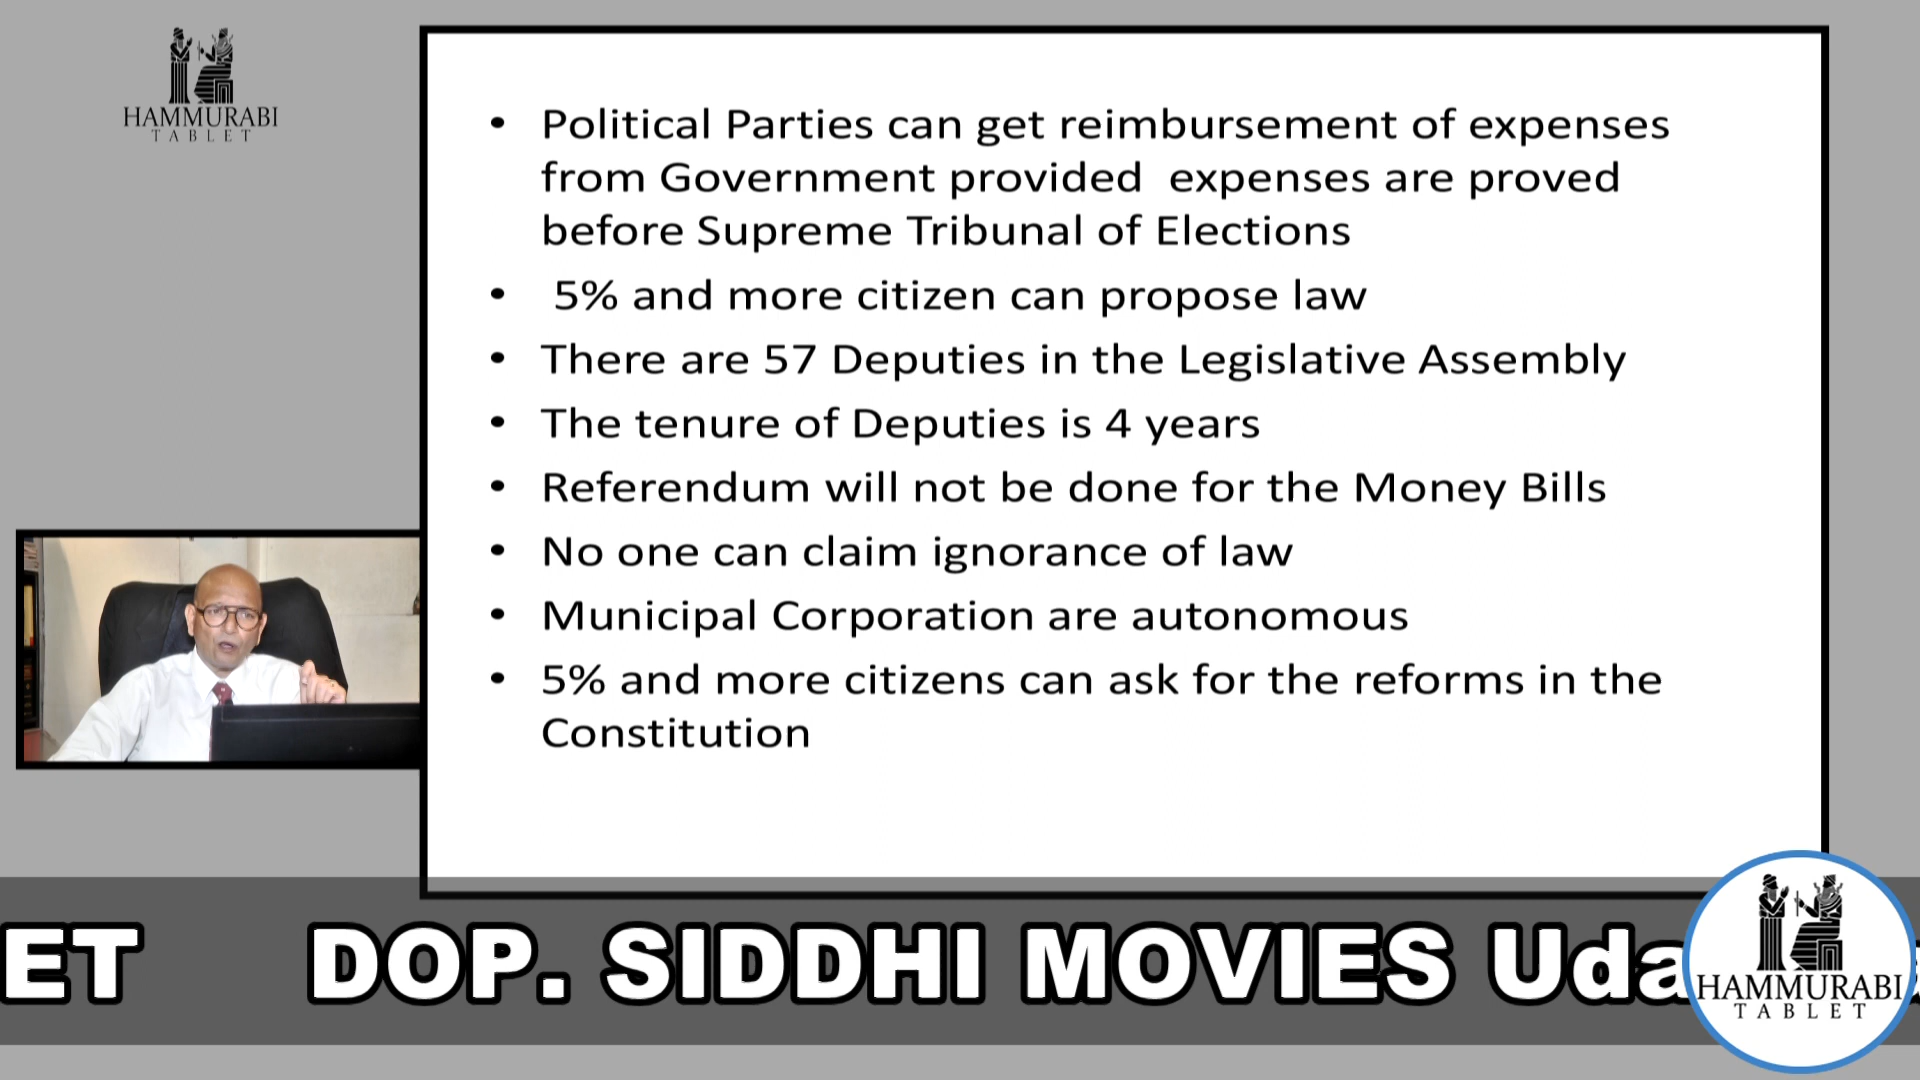 HAMMURABI
TABLET
• Political Parties can get reimbursement of expenses
from Government provided expenses are proved
before Supreme Tribunal of Elections
• 5% and more citizen can propose law
• There are 57 Deputies in the Legislative Assembly
• The tenure of Deputies is 4 years
• Referendum will not be done for the Money Bills
• No one can claim ignorance of law
• Municipal Corporation are autonomous
• 5% and more citizens can ask for the reforms in the
Constitution
ET DOP. SIDDHI MOVIES Uda
HAMMURABI
TABLET